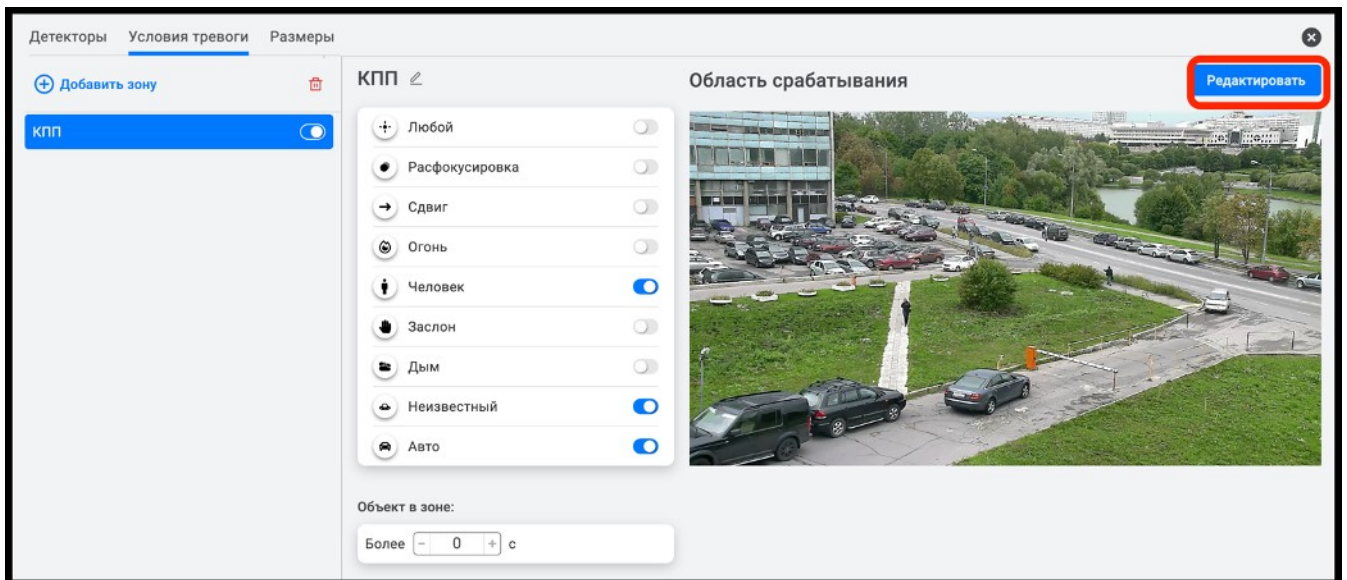 Детекторы Условия тревоги Размеры
Добавить зону
КПП
КПП
Любой
Расфокусировка
Сдвиг
Огонь
Человек
Заслон
Дым
Неизвестный
Авто
Объект в зоне:
Более - 0 + с
Область срабатывания
Редактировать